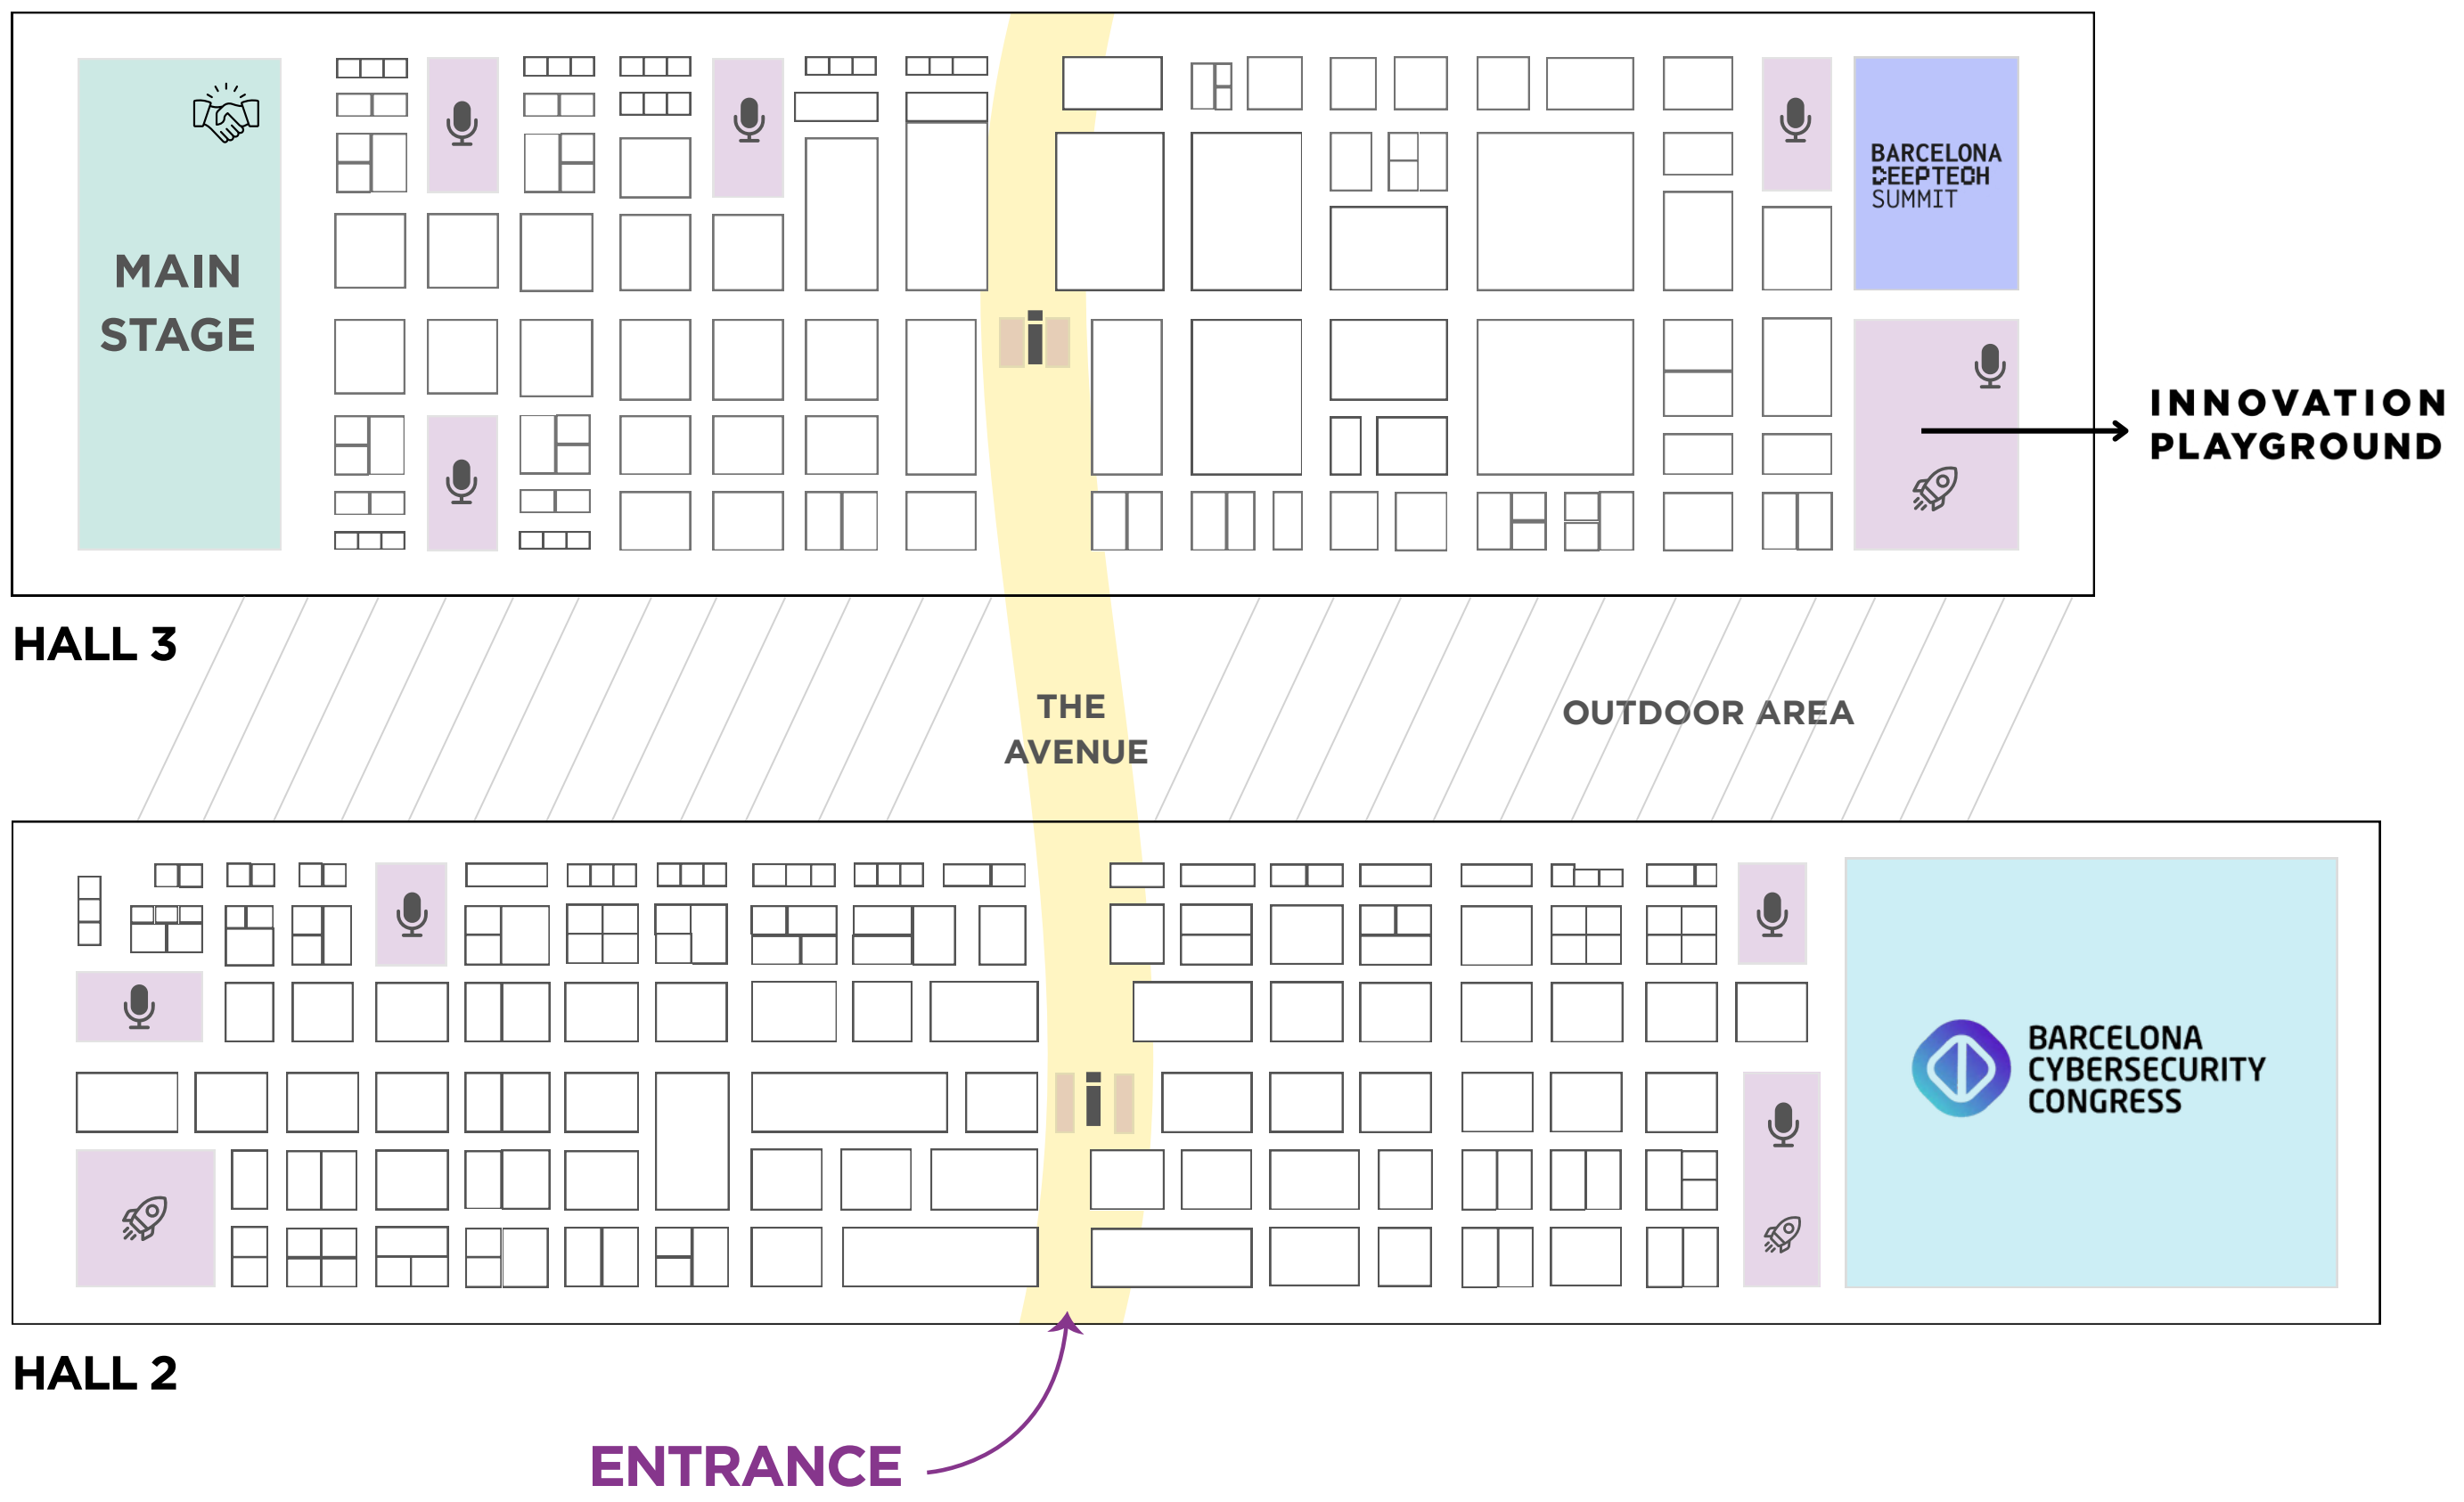 MAIN
STAGE
BARCELONA
DEEPTECH
SUMMIT
i
INNOVATION
PLAYGROUND
HALL 3
THE
AVENUE
OUTDOOR AREA
BARCELONA
CYBERSECURITY
CONGRESS
i
HALL 2
ENTRANCE